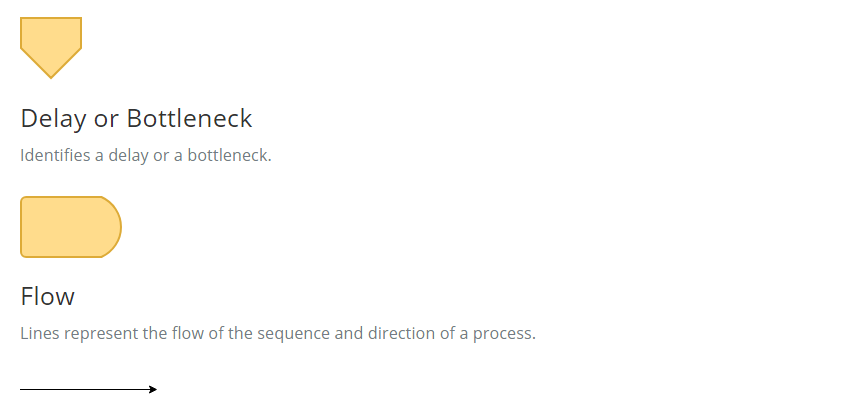 Delay or Bottleneck
Identifies a delay or a bottleneck.
Flow
Lines represent the flow of the sequence and direction of a process.